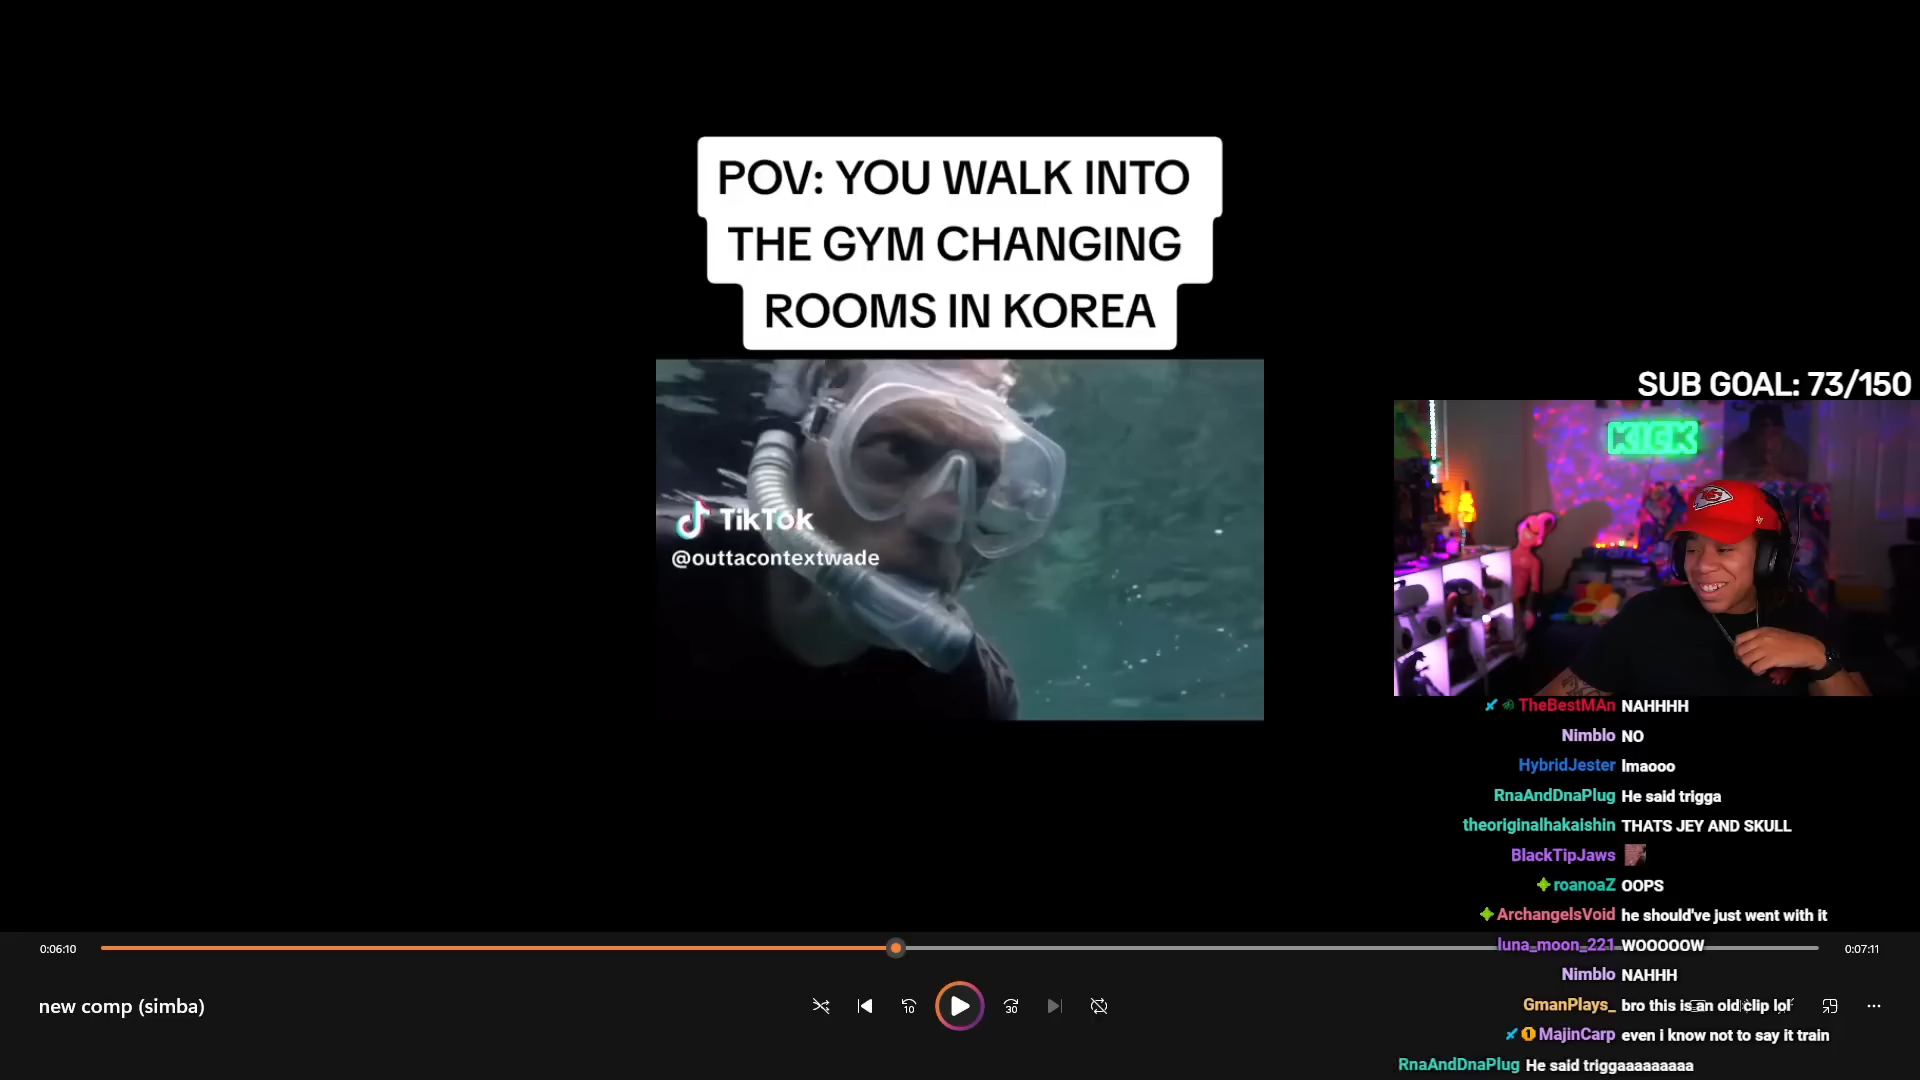 POV: YOU WALK INTO
THE GYM CHANGING
ROOMS IN KOREA
TikTok
@outtacontextwade
SUB GOAL: 73/150
KICK
TheBestMAn NAHHHH
Nimblo NO
HybridJester lmaooo
RnaAndDnaPlug He said trigga
theoriginalhakaishin THATS JEY AND SKULL
BlackTipJaws
roanoaZ OOPS
ArchangelsVoid he should've just went with it
luna_moon_221 WOOOOOW
Nimblo NAHHH
GmanPlays_ bro this is an old clip lol
MajinCarp even i know not to say it train
RnaAndDnaPlug He said triggaaaaaaaaa
0:06:10
0:07:11
new comp (simba)
10
30